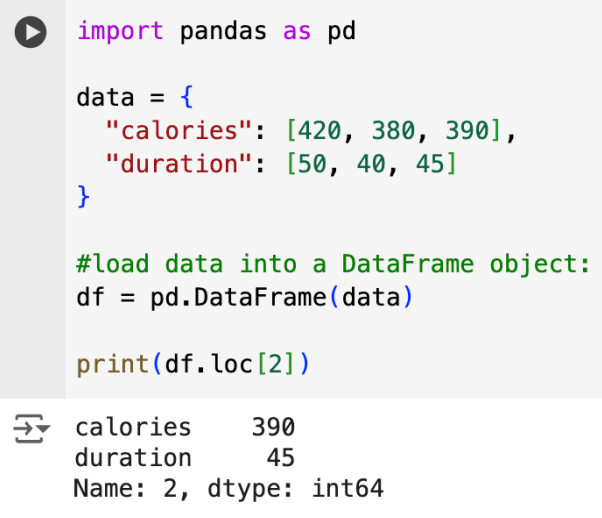 import pandas as pd
data = {
"calories": [420, 380, 390],
"duration": [50, 40, 45]
}
#load data into a DataFrame object:
df = pd.DataFrame(data)
print(df.loc[2])
calories    390
duration     45
Name: 2, dtype: int64